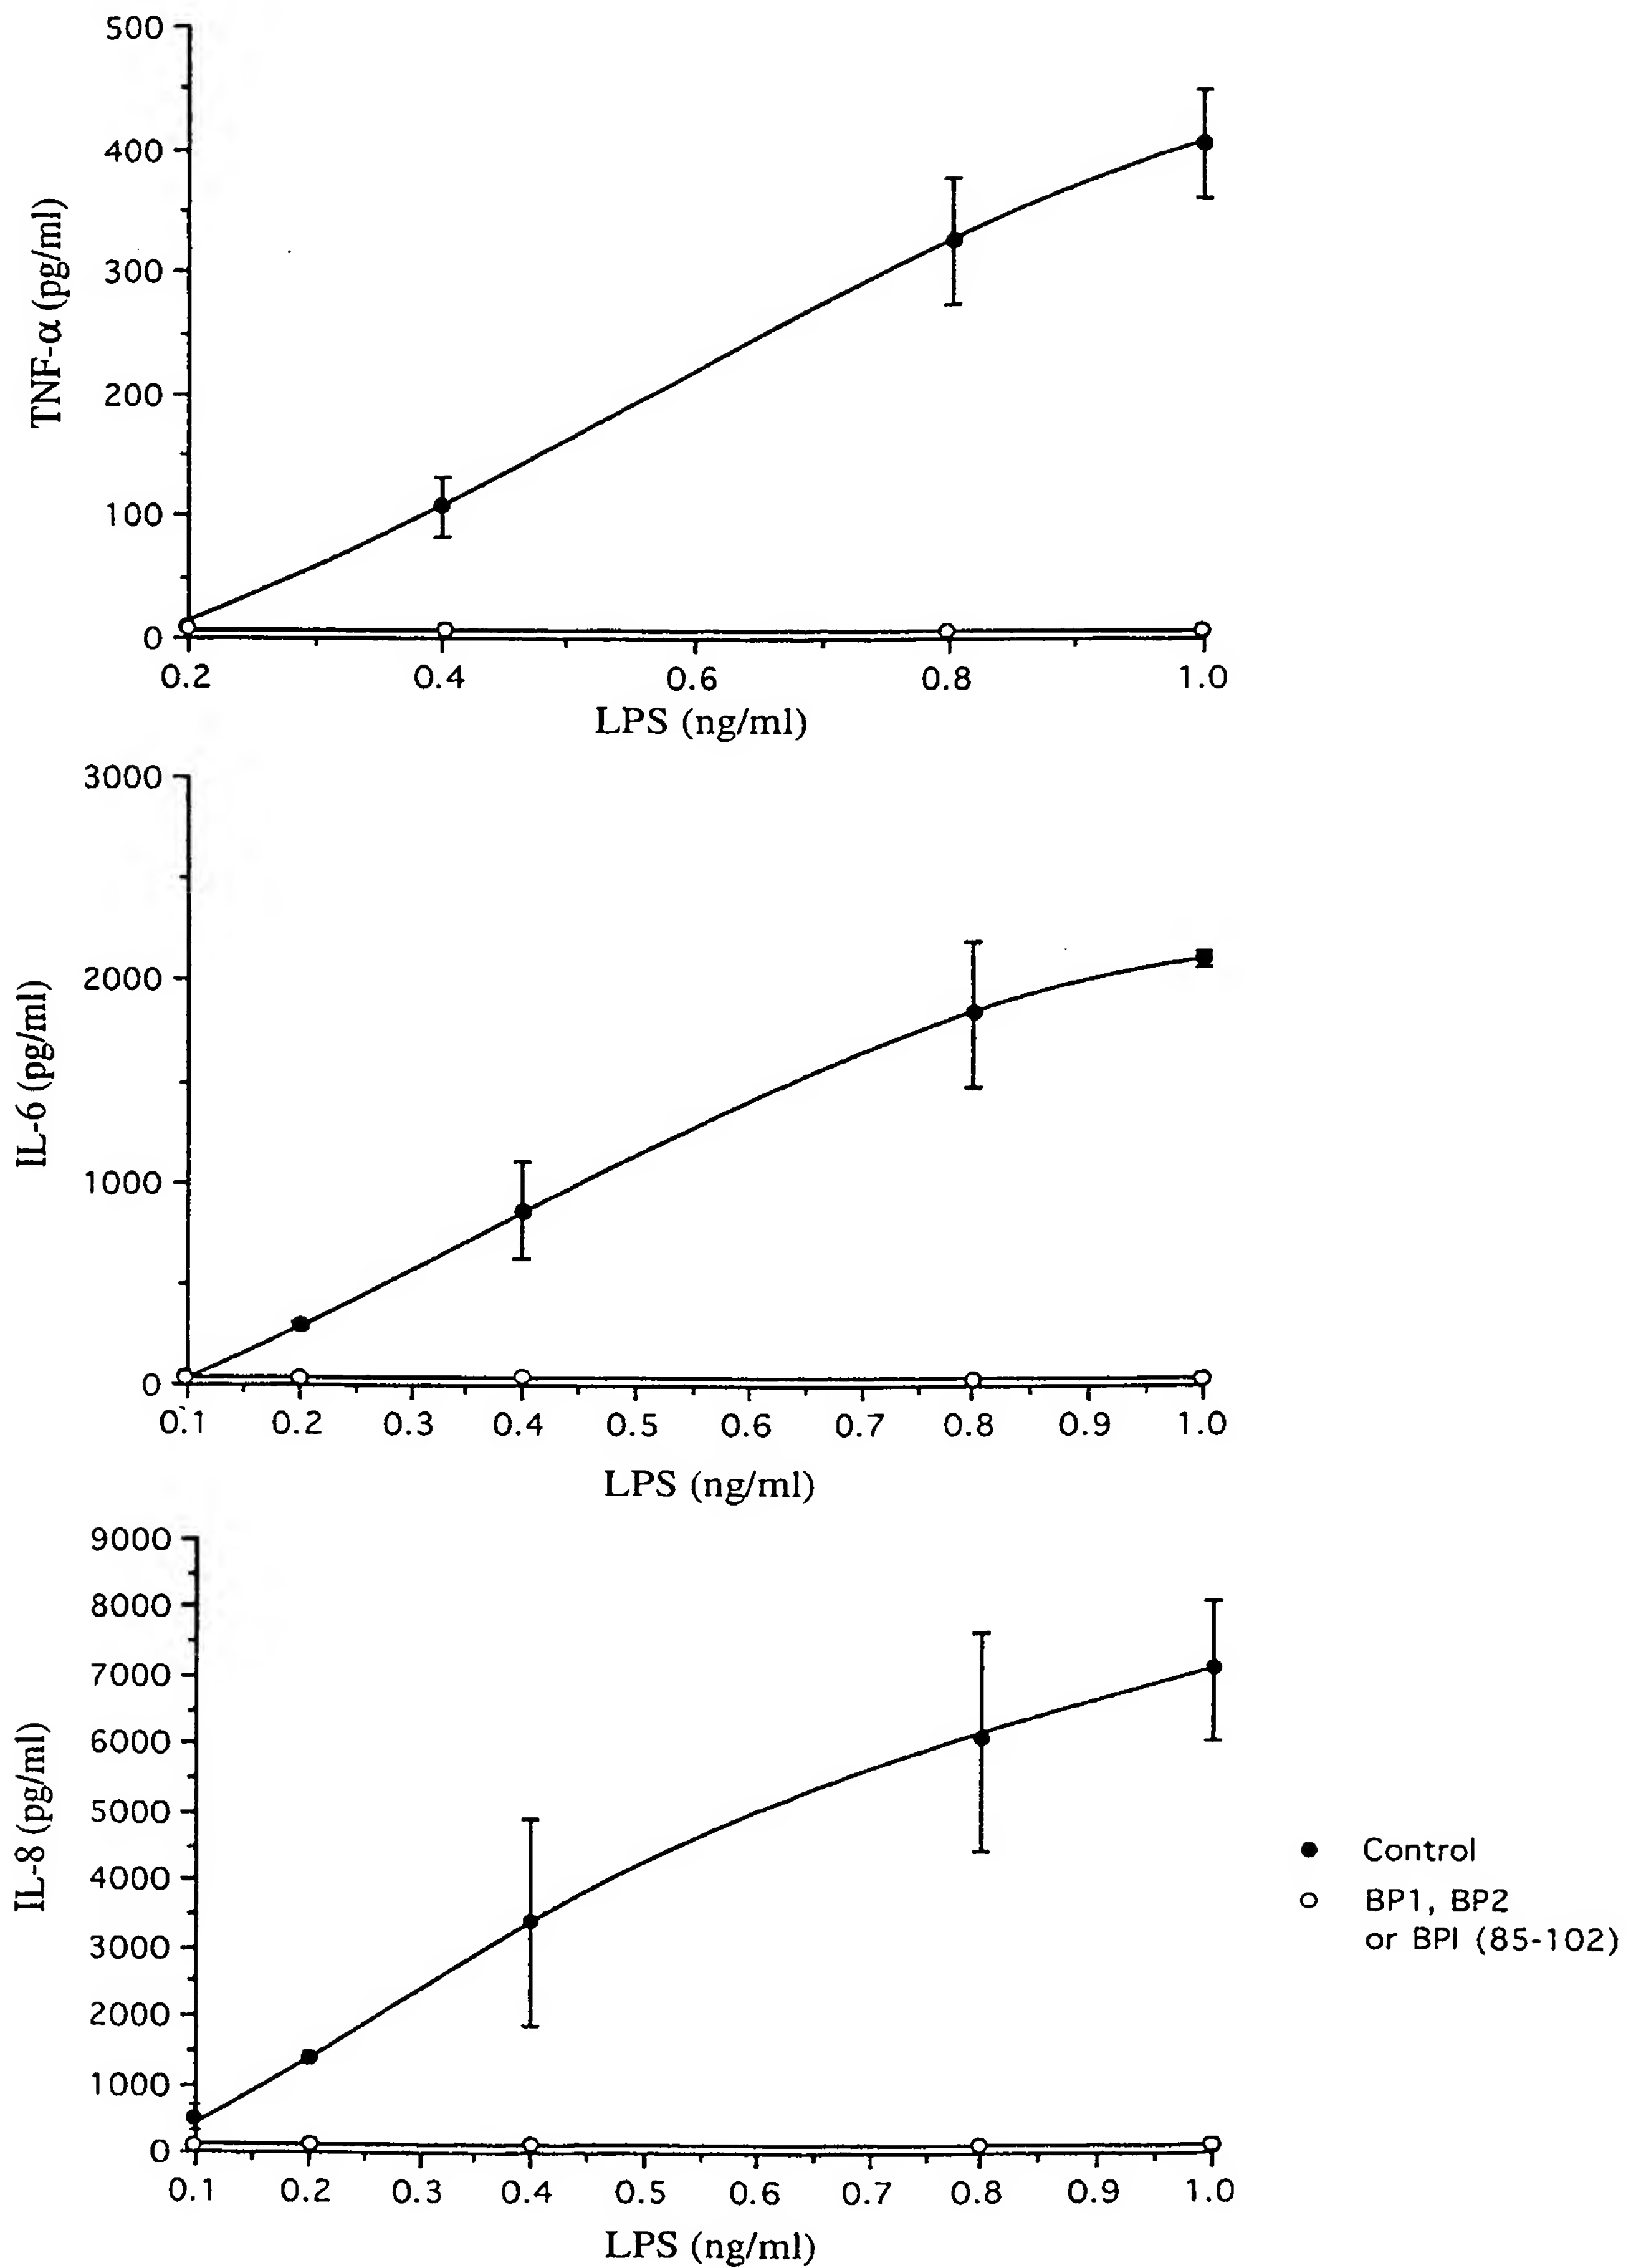 500
400
300
200
100
0
TNF-α (pg/ml)
0.2 0.4 0.6 0.8 1.0
LPS (ng/ml)
3000
2000
1000
0
IL-6 (pg/ml)
0.1 0.2 0.3 0.4 0.5 0.6 0.7 0.8 0.9 1.0
LPS (ng/ml)
9000
8000
7000
6000
5000
4000
3000
2000
1000
0
IL-8 (pg/ml)
0.1 0.2 0.3 0.4 0.5 0.6 0.7 0.8 0.9 1.0
LPS (ng/ml)
Control
BP1, BP2
or BPI (85-102)